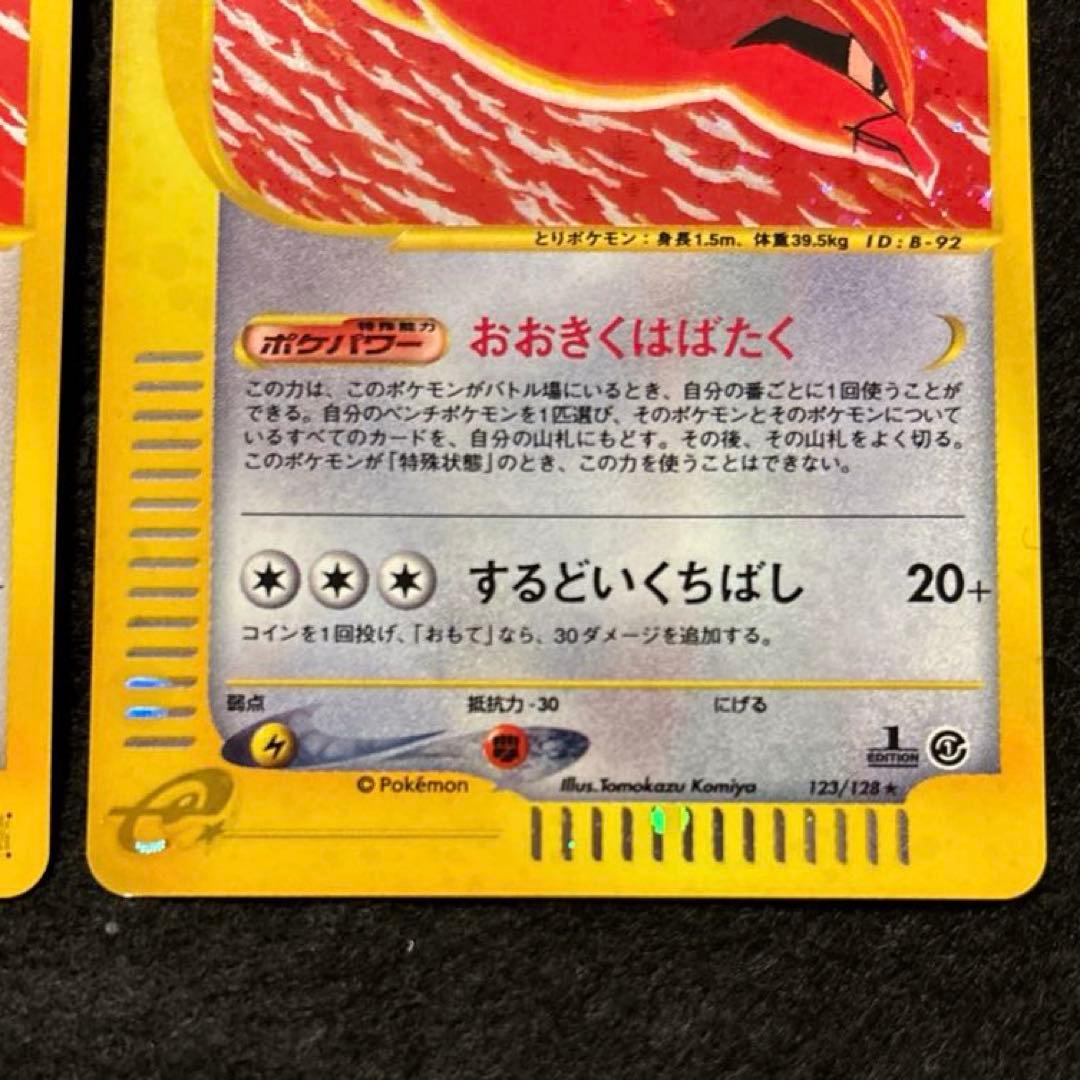 とりポケモン：身長1.5m、体重39.5kg ID:B-92
特殊能力
ポケパワー おおきくはばたく
この力は、このポケモンがバトル場にいるとき、自分の番ごとに1回使うことが
できる。自分のベンチポケモンを1匹選び、そのポケモンとそのポケモンについて
いるすべてのカードを、自分の山札にもどす。その後、その山札をよく切る。
このポケモンが「特殊状態」のとき、この力を使うことはできない。
するどいくちばし 20+
コインを1回投げ、「おもて」なら、30ダメージを追加する。
弱点 抵抗力-30 にげる
1
EDITION
© Pokémon Illus.Tomokazu Komiya 123/128★